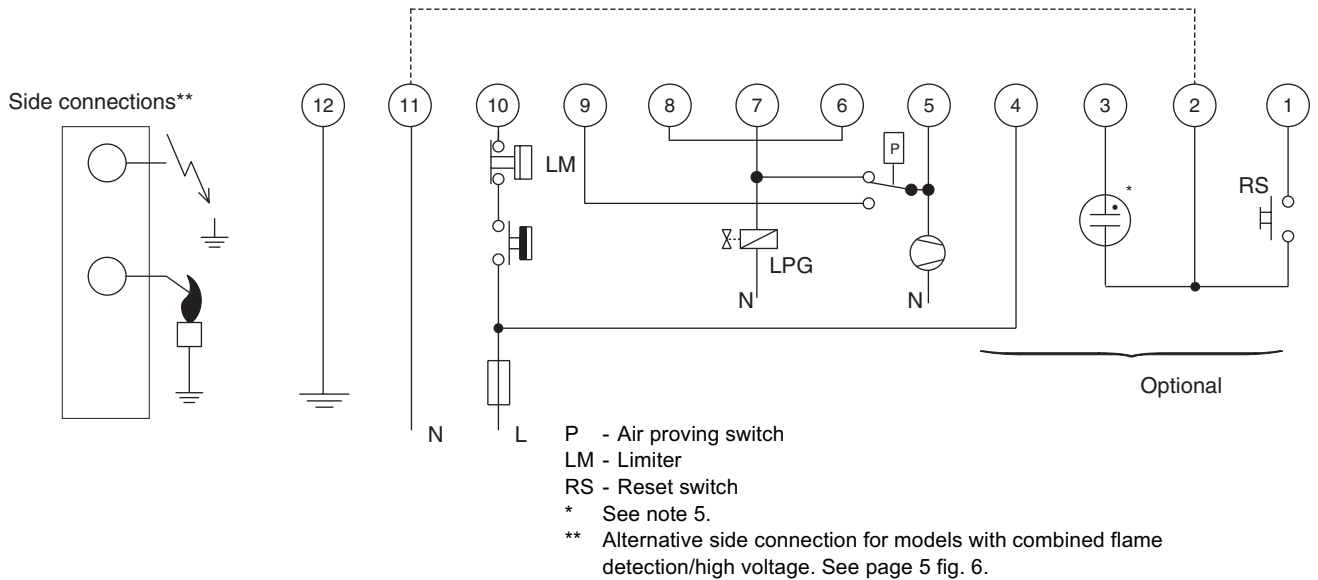 Side connections**
12 11 10 9 8 7 6 5 4 3 2 1
P
LM
*
RS
LPG
N N
Optional
N L
P - Air proving switch
LM - Limiter
RS - Reset switch
* See note 5.
** Alternative side connection for models with combined flame
detection/high voltage. See page 5 fig. 6.